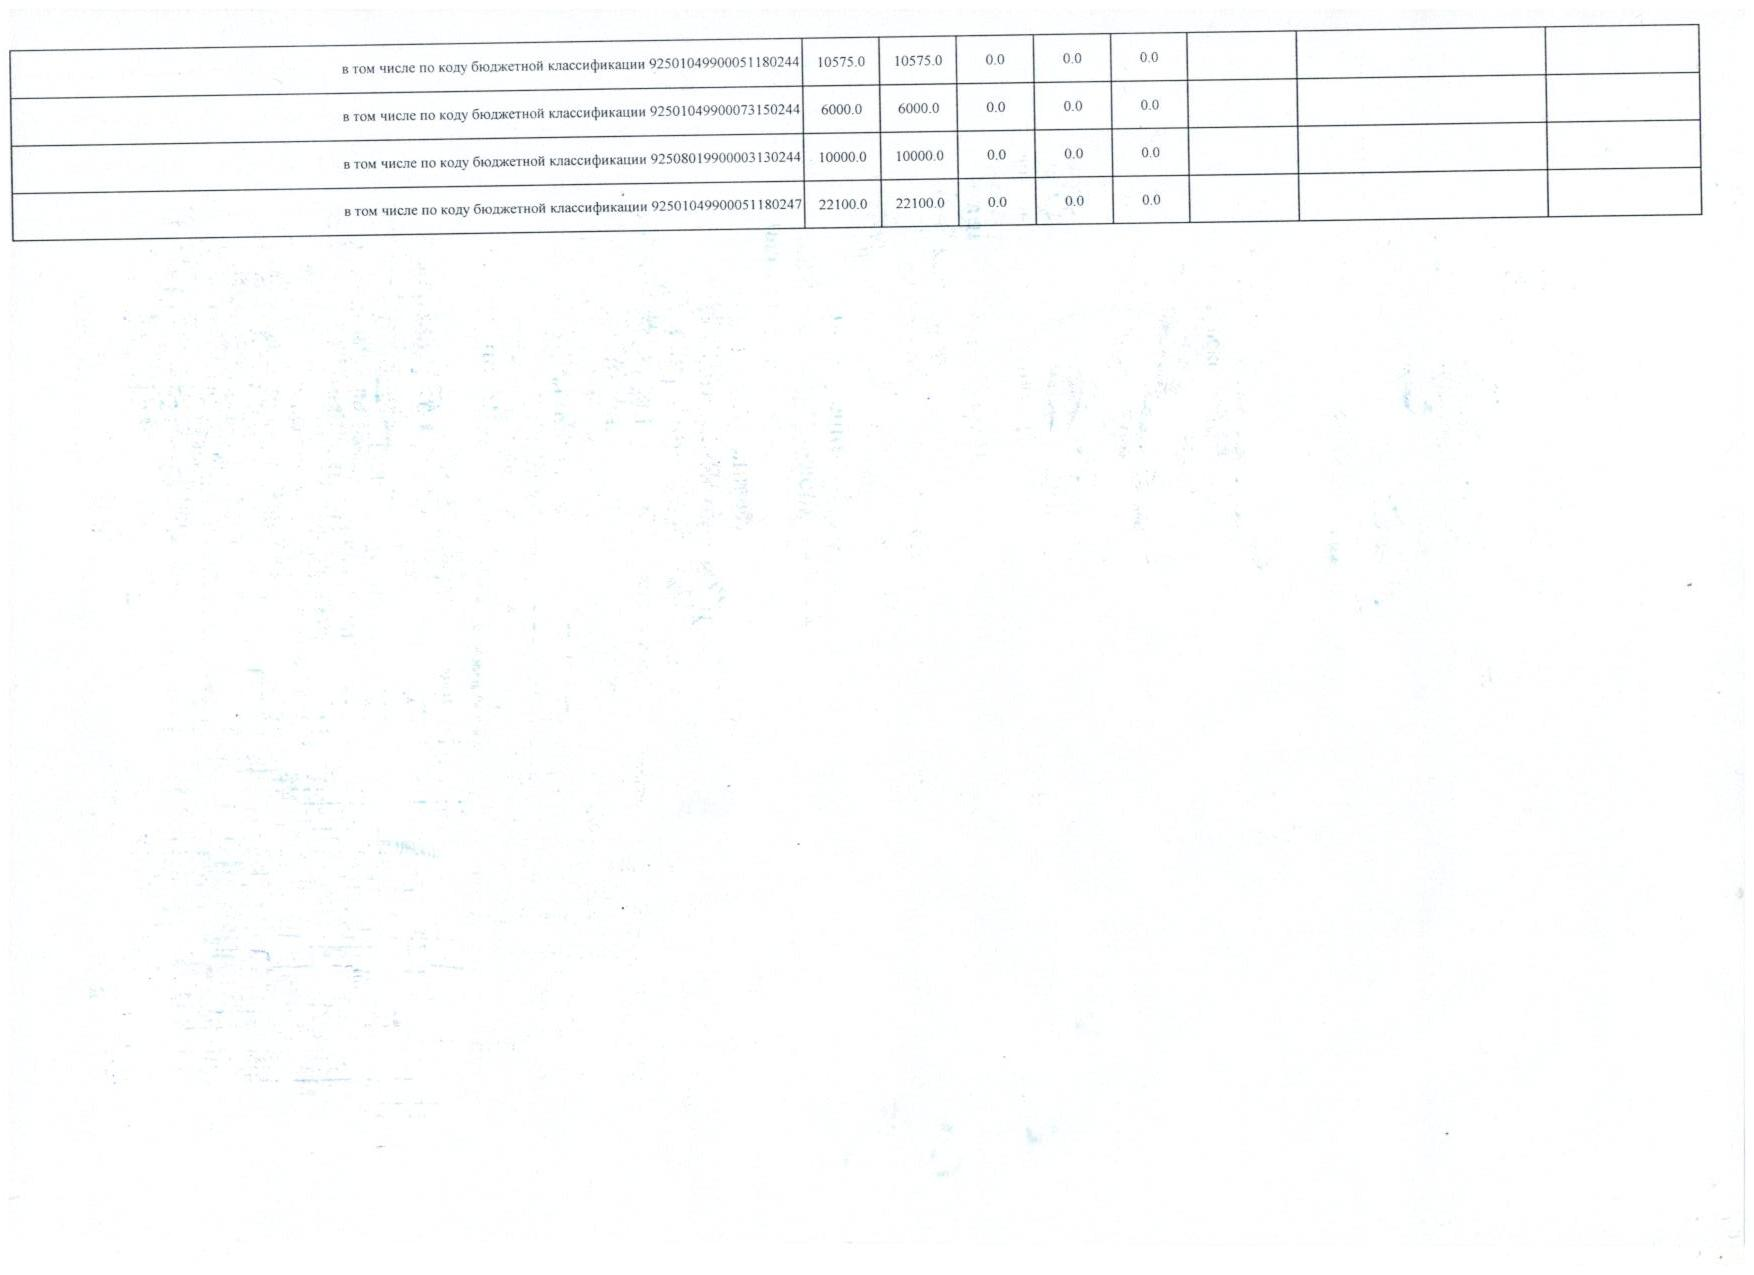 в том числе по коду бюджетной классификации 92501049900051180244 10575.0 10575.0 0.0 0.0 0.0
в том числе по коду бюджетной классификации 92501049900073150244 6000.0 6000.0 0.0 0.0 0.0
в том числе по коду бюджетной классификации 92508019900003130244 10000.0 10000.0 0.0 0.0 0.0
в том числе по коду бюджетной классификации 92501049900051180247 22100.0 22100.0 0.0 0.0 0.0